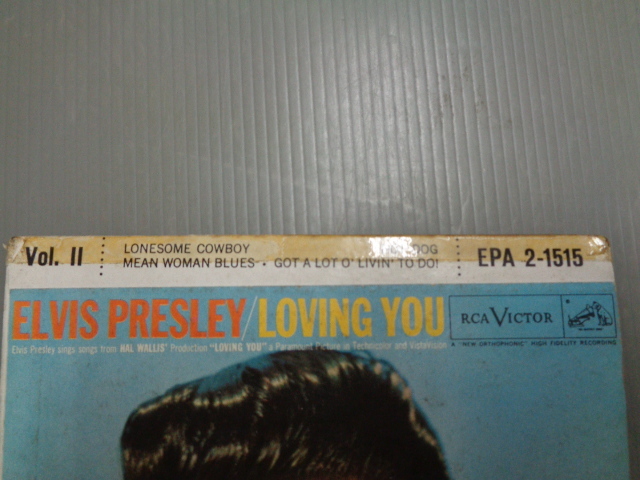 Vol. II
LONESOME COWBOY DOG
MEAN WOMAN BLUES • GOT A LOT O' LIVIN' TO DO!
EPA 2-1515
ELVIS PRESLEY/LOVING YOU
RCA VICTOR
Elvis Presley sings songs from HAL WALLIS' Production "LOVING YOU" a Paramount Picture in Technicolor and VistaVision
A "NEW ORTHOPHONIC" HIGH FIDELITY RECORDING